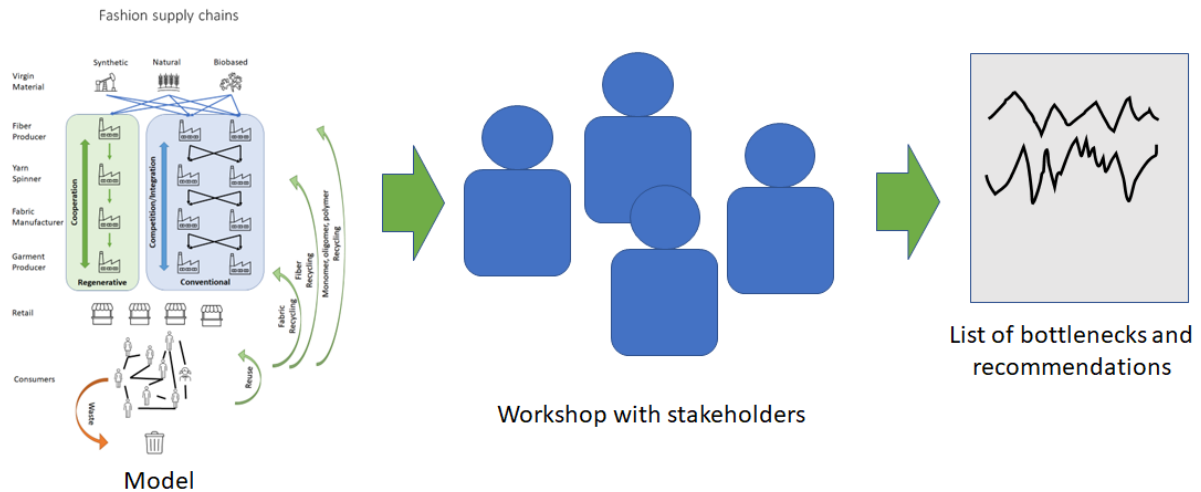 Fashion supply chains
Synthetic
Natural
Biobased
Virgin
Material
Fiber
Producer
Yarn
Spinner
Fabric
Manufacturer
Garment
Producer
Cooperation
Competition/Integration
Regenerative
Conventional
Fabric
Recycling
Fiber
Recycling
Monomer, oligomer, polymer
Recycling
Retail
Consumers
Reuse
Waste
Model
Workshop with stakeholders
List of bottlenecks and
recommendations